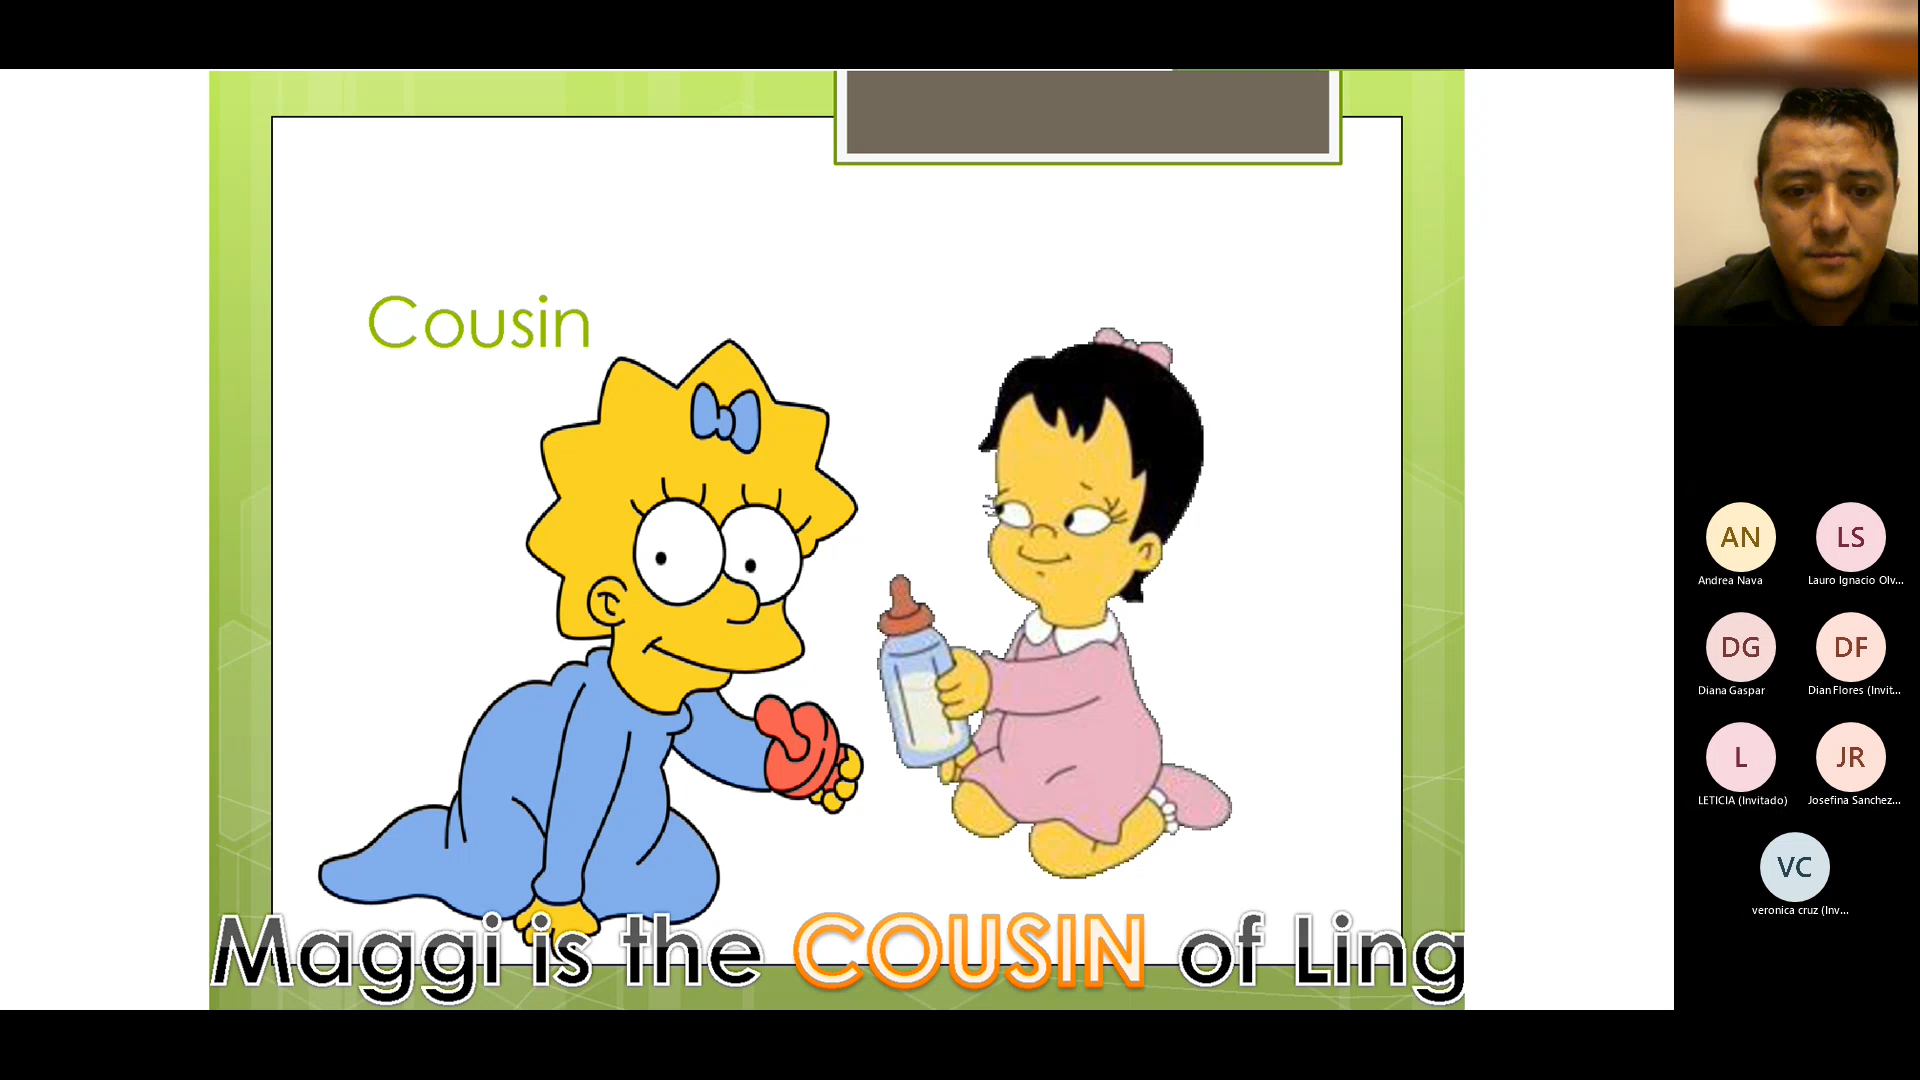 Cousin
Maggi is the COUSIN of Ling
AN
LS
Andrea Nava
Lauro Ignacio Olv...
DG
DF
Diana Gaspar
Dian Flores (Invit...
L
JR
LETICIA (Invitado)
Josefina Sanchez...
VC
veronica cruz (Inv...